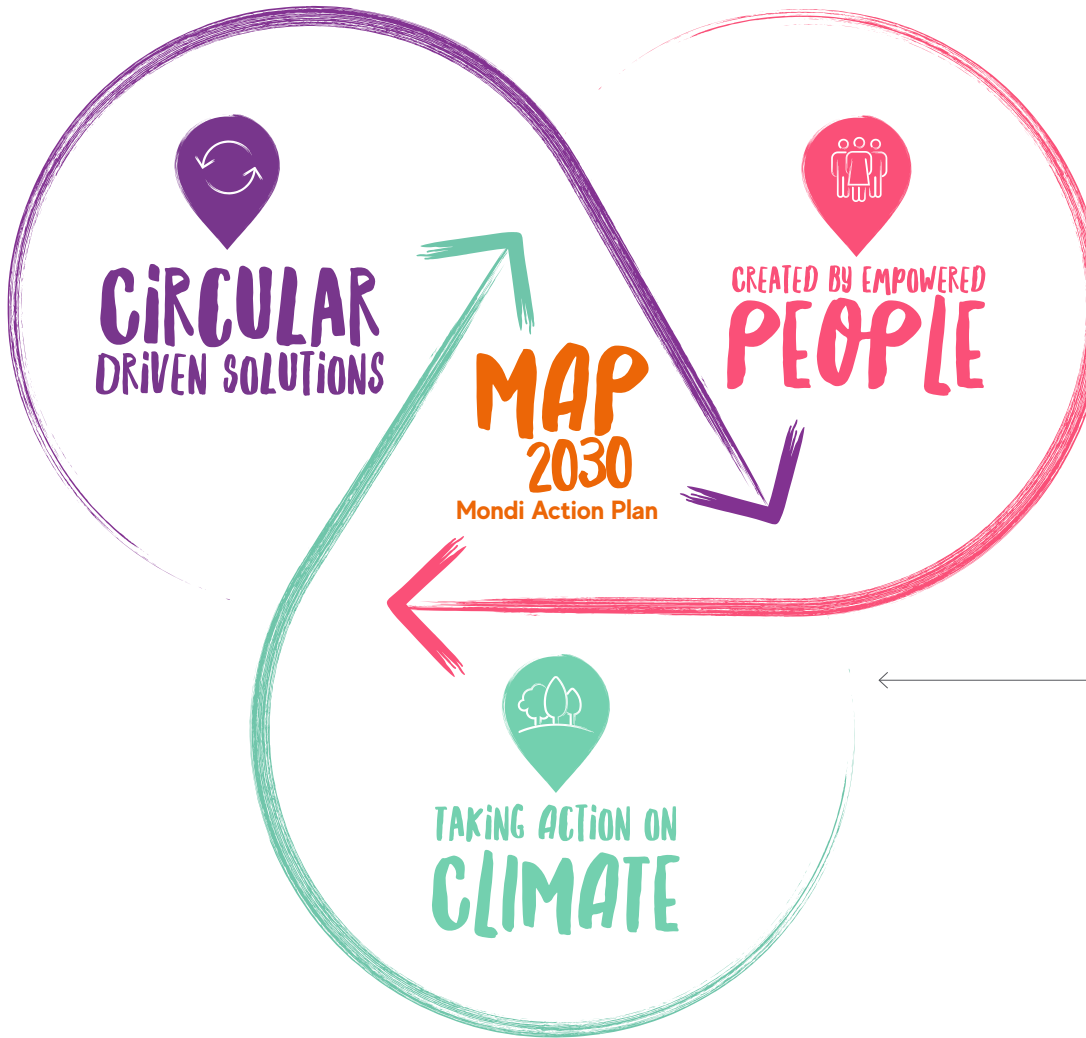 CiRCULAR
DRiVEN SOLUTiONS
CREATED BY EMPOWERED
PEOPLE
MAP
2030
Mondi Action Plan
TAKiNG ACTiON ON
CLIMATE